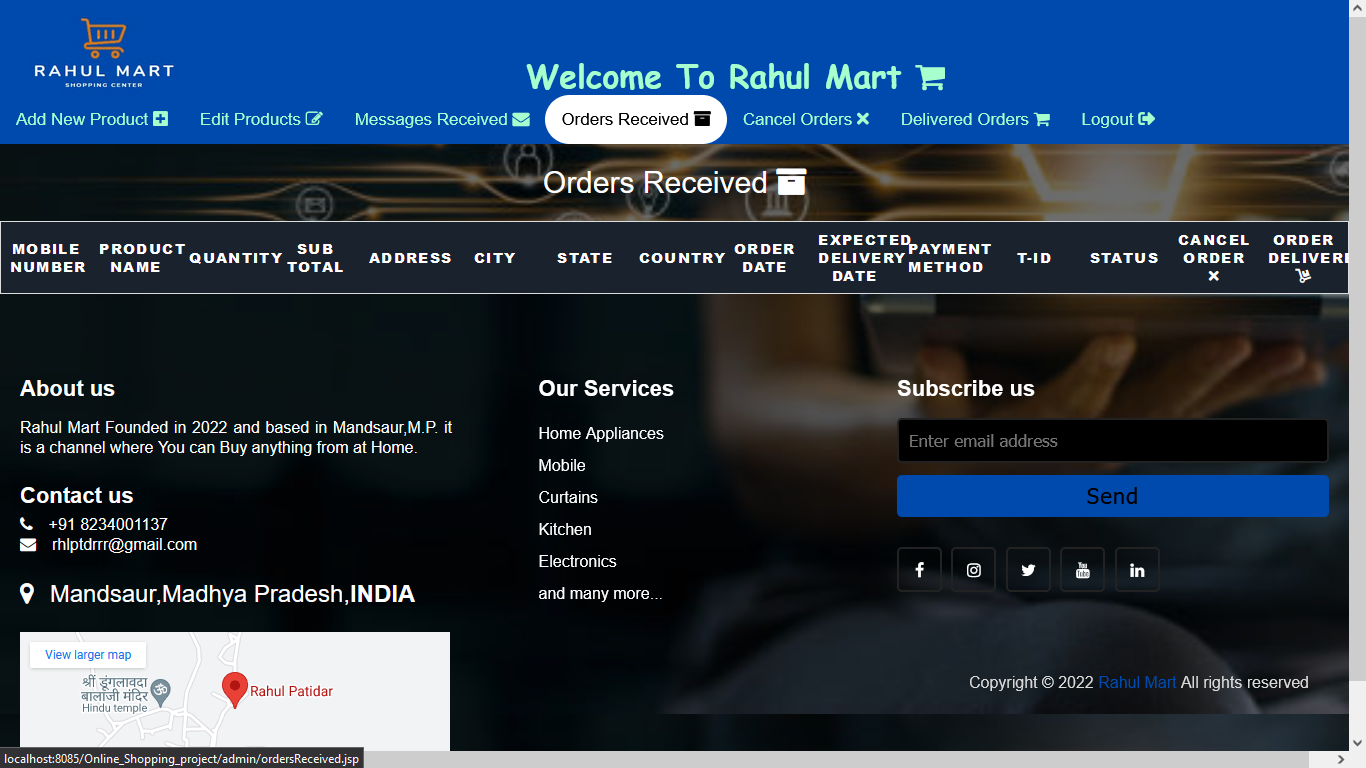 RAHUL MART
SHOPPING CENTER
Welcome To Rahul Mart
Add New Product
Edit Products
Messages Received
Orders Received
Cancel Orders
Delivered Orders
Logout
Orders Received
MOBILE
NUMBER
PRODUCT
NAME
QUANTITY
SUB
TOTAL
ADDRESS
CITY
STATE
COUNTRY
ORDER
DATE
EXPECTED
DELIVERY
DATE
PAYMENT
METHOD
T-ID
STATUS
CANCEL
ORDER
ORDER
DELIVERE
About us
Rahul Mart Founded in 2022 and based in Mandsaur,M.P. it
is a channel where You can Buy anything from at Home.
Contact us
+91 8234001137
rhlptdrrr@gmail.com
Mandsaur,Madhya Pradesh,INDIA
View larger map
श्री डूंगलावदा
बालाजी मंदिर
Hindu temple
Rahul Patidar
Our Services
Home Appliances
Mobile
Curtains
Kitchen
Electronics
and many more...
Subscribe us
Enter email address
Send
You
Tube
Copyright © 2022 Rahul Mart All rights reserved
localhost:8085/Online_Shopping_project/admin/ordersReceived.jsp